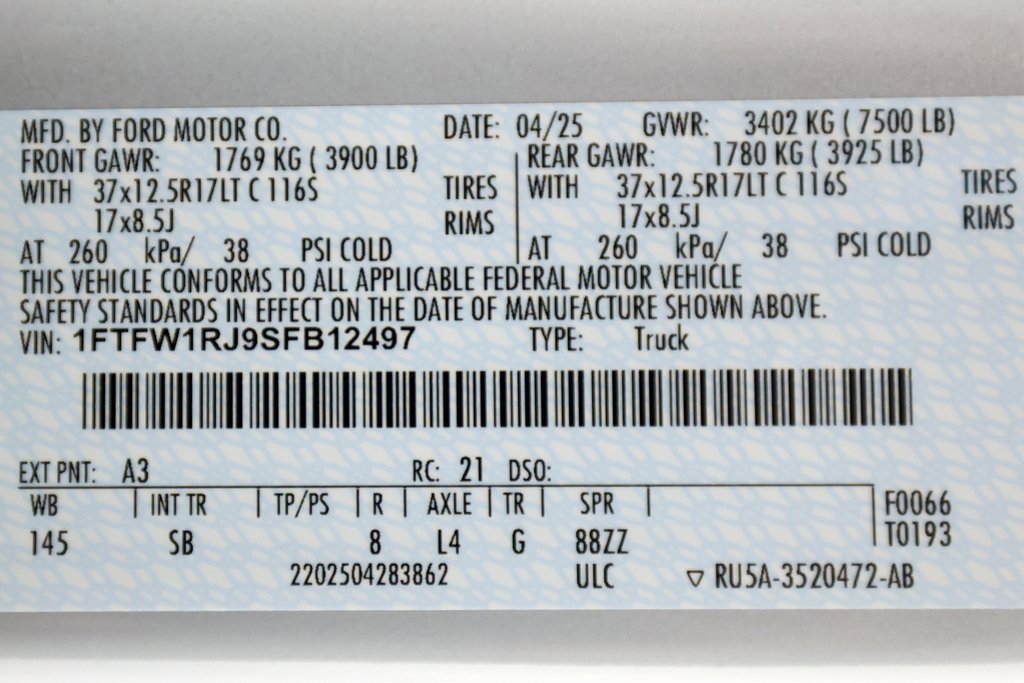 MFD. BY FORD MOTOR CO. DATE: 04/25 GVWR: 3402 KG ( 7500 LB)
FRONT GAWR: 1769 KG ( 3900 LB) REAR GAWR: 1780 KG ( 3925 LB)
WITH 37x12.5R17LT C 116S TIRES WITH 37x12.5R17LT C 116S TIRES
17x8.5J RIMS 17x8.5J RIMS
AT 260 kPa/ 38 PSI COLD AT 260 kPa/ 38 PSI COLD
THIS VEHICLE CONFORMS TO ALL APPLICABLE FEDERAL MOTOR VEHICLE
SAFETY STANDARDS IN EFFECT ON THE DATE OF MANUFACTURE SHOWN ABOVE.
VIN: 1FTFW1RJ9SFB12497 TYPE: Truck
EXT PNT: A3 RC: 21 DSO:
WB INT TR TP/PS R AXLE TR SPR F0066
145 SB 8 L4 G 88ZZ T0193
2202504283862 ULC ▽ RU5A-3520472-AB